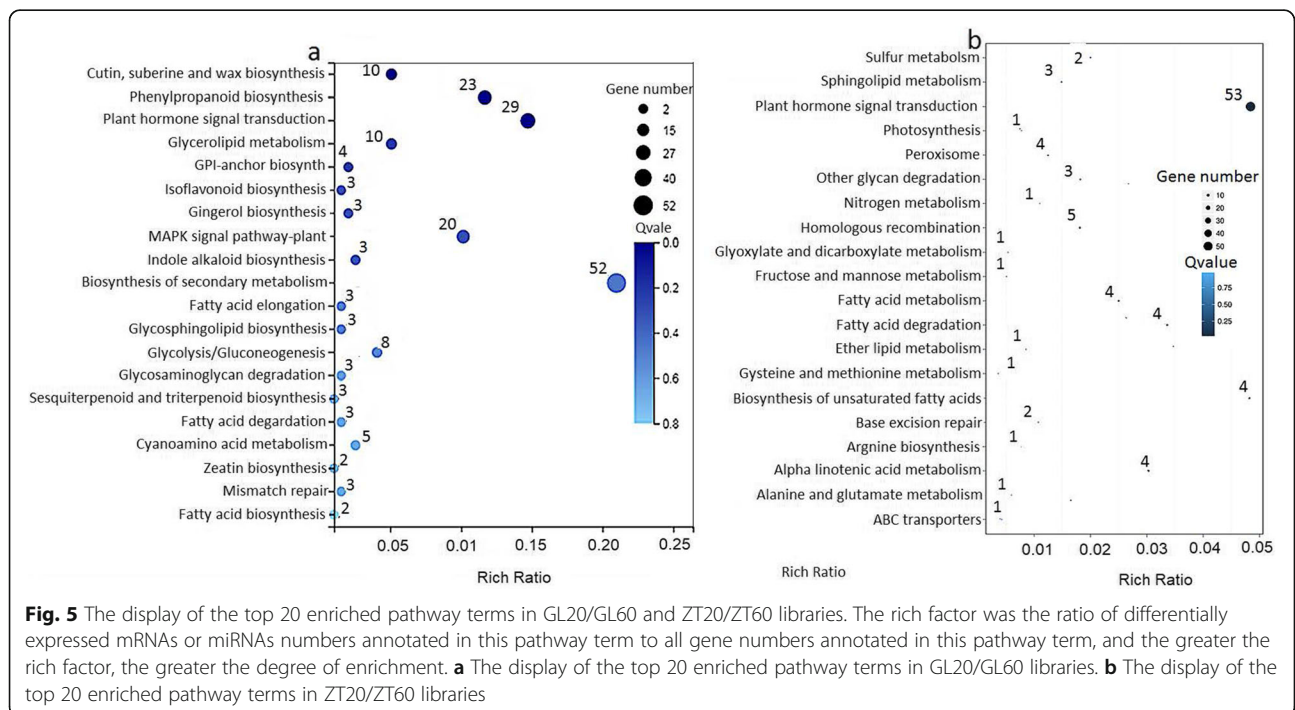 a
Cutin, suberine and wax biosynthesis 10
Phenylpropanoid biosynthesis 23
Plant hormone signal transduction 29
Glycerolipid metabolism 10
GPI-anchor biosynth 4
Isoflavonoid biosynthesis 3
Gingerol biosynthesis 3
MAPK signal pathway-plant 20
Indole alkaloid biosynthesis 3
Biosynthesis of secondary metabolism 52
Fatty acid elongation 3
Glycosphingolipid biosynthesis 3
Glycolysis/Gluconeogenesis 8
Glycosaminoglycan degradation 3
Sesquiterpenoid and triterpenoid biosynthesis 3
Fatty acid degardation 3
Cyanoamino acid metabolism 5
Zeatin biosynthesis 2
Mismatch repair 3
Fatty acid biosynthesis 2
0.05 0.01 0.15 0.20 0.25
Rich Ratio
Gene number
2
15
27
40
52
Qvale
0.0
0.2
0.4
0.6
0.8
b
Sulfur metabolsm 2
Sphingolipid metabolism 3
Plant hormone signal transduction 53
Photosynthesis 1
Peroxisome 4
Other glycan degradation 3
Nitrogen metabolism 1
Homologous recombination 5
Glyoxylate and dicarboxylate metabolism 1
Fructose and mannose metabolism 1
Fatty acid metabolism 4
Fatty acid degradation 4
Ether lipid metabolism 1
Gysteine and methionine metabolism 1
Biosynthesis of unsaturated fatty acids 4
Base excision repair 2
Argnine biosynthesis 1
Alpha linotenic acid metabolism 4
Alanine and glutamate metabolism 1
ABC transporters 1
0.01 0.02 0.03 0.04 0.05
Rich Ratio
Rich Ratio
Gene number
10
20
30
40
50
Qvalue
0.75
0.50
0.25
Fig. 5 The display of the top 20 enriched pathway terms in GL20/GL60 and ZT20/ZT60 libraries. The rich factor was the ratio of differentially
expressed mRNAs or miRNAs numbers annotated in this pathway term to all gene numbers annotated in this pathway term, and the greater the
rich factor, the greater the degree of enrichment. a The display of the top 20 enriched pathway terms in GL20/GL60 libraries. b The display of the
top 20 enriched pathway terms in ZT20/ZT60 libraries